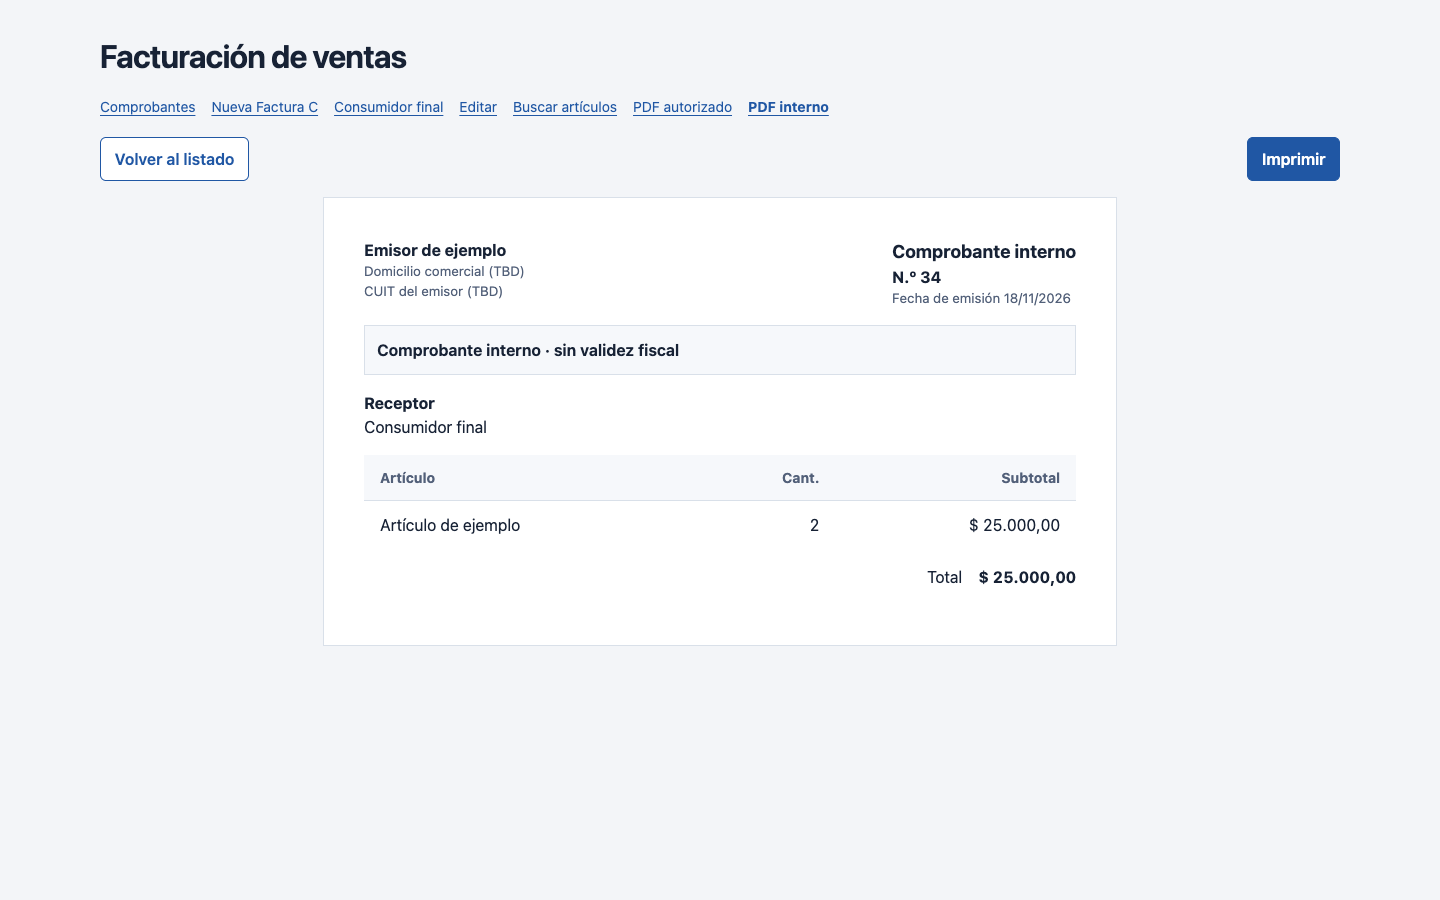 Facturación de ventas
Comprobantes Nueva Factura C Consumidor final Editar Buscar artículos PDF autorizado PDF interno
Volver al listado Imprimir
Emisor de ejemplo
Domicilio comercial (TBD)
CUIT del emisor (TBD)
Comprobante interno
N.º 34
Fecha de emisión 18/11/2026
Comprobante interno · sin validez fiscal
Receptor
Consumidor final
Artículo Cant. Subtotal
Artículo de ejemplo 2 $ 25.000,00
Total $ 25.000,00